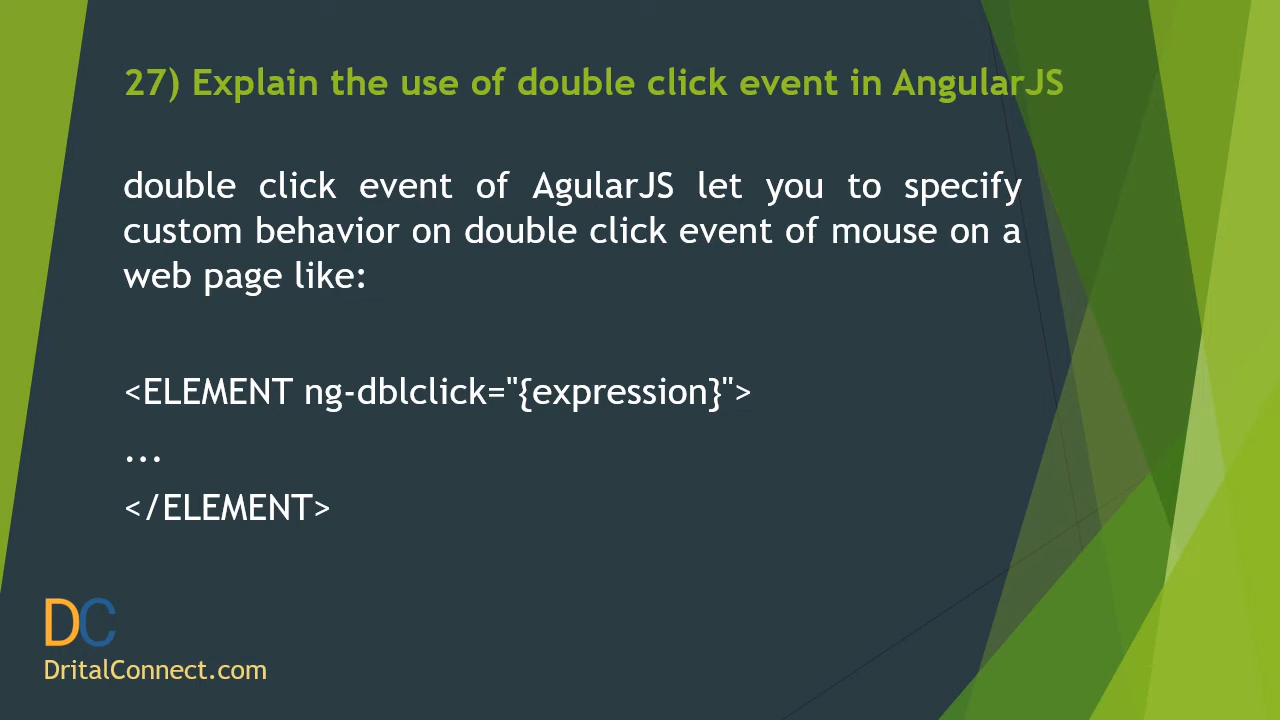 27) Explain the use of double click event in AngularJS
double click event of AgularJS let you to specify
custom behavior on double click event of mouse on a
web page like:
<ELEMENT ng-dblclick="{expression}">
...
</ELEMENT>
DC
DritalConnect.com